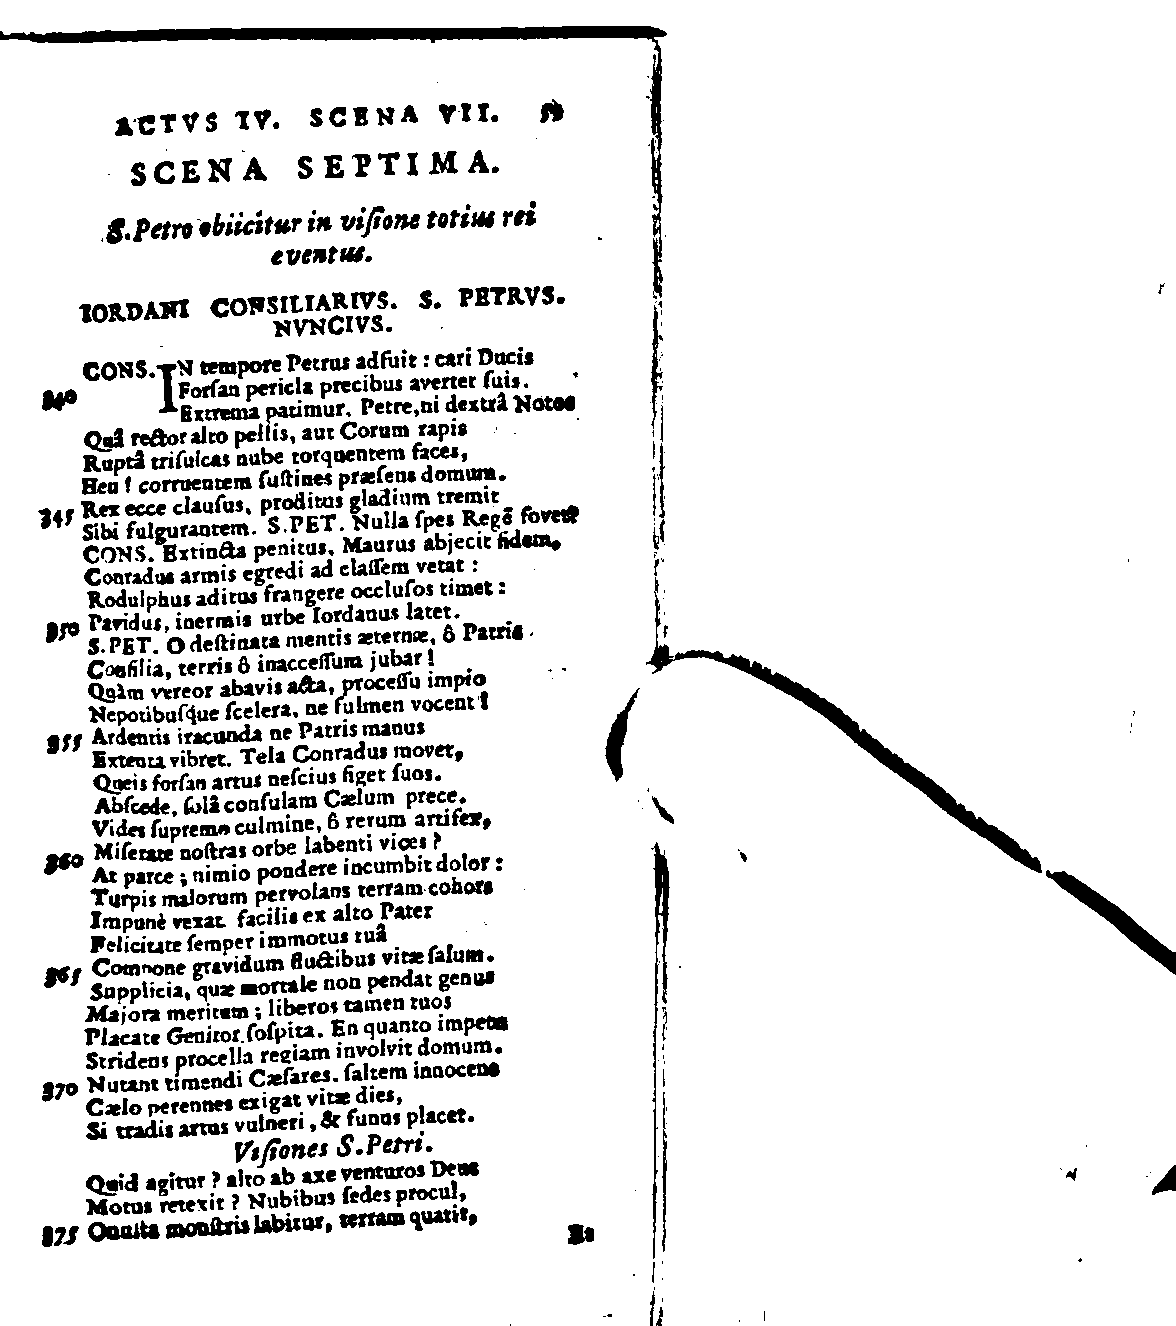 ACTVS IV. SCENA VII. 59
SCENA SEPTIMA.
S.Petro obiicitur in visione totius rei
eventus.
IORDANI CONSILIARIVS. S. PETRVS.
NVNCIVS.
CONS. IN tempore Petrus adfuit : cari Ducis
840 Forſan pericla precibus avertet ſuis.
Extrema patimur. Petre,ni dextrâ Notos
Quâ rector alto pellis, aut Corum rapis
Ruptâ triſulcas nube torquentem faces,
Heu ! corruentem ſuſtines præſens domum.
845 Rex ecce clauſus, proditus gladium tremit
Sibi fulgurantem. S.PET. Nulla ſpes Regẽ fovet?
CONS. Extincta penitus, Maurus abjecit fidem,
Conradus armis egredi ad claſſem vetat :
Rodulphus aditus frangere occluſos timet :
850 Pavidus, inermis urbe Iordanus latet.
S.PET. O deſtinata mentis æternæ, ô Patris
Conſilia, terris ô inacceſſum jubar !
Quàm vereor abavis acta, proceſſu impio
Nepotibuſque ſcelera, ne fulmen vocent !
855 Ardentis iracunda ne Patris manus
Extenta vibret. Tela Conradus movet,
Queis forſan artus neſcius figet ſuos.
Abſcede, ſolâ conſulam Cælum prece.
Vides ſupremo culmine, ô rerum artifex,
860 Miſerate noſtras orbe labenti vices ?
At parce ; nimio pondere incumbit dolor :
Turpis malorum pervolans terram cohors
Impunè vexat facilis ex alto Pater
Felicitate ſemper immotus tuâ
865 Compone gravidum fluctibus vitæ ſalum.
Supplicia, quæ mortale non pendat genus
Majora meritum ; liberos tamen tuos
Placate Genitor ſoſpita. En quanto impetu
Stridens procella regiam involvit domum.
870 Nutant timendi Cæſares. ſaltem innocens
Cælo perennes exigat vitæ dies,
Si tradis artus vulneri, & funus placet.
Viſiones S.Petri.
Quid agitur ? alto ab axe venturos Deus
Motus retexit ? Nubibus ſedes procul,
875 Onuſta monſtris labitur, terram quatit,